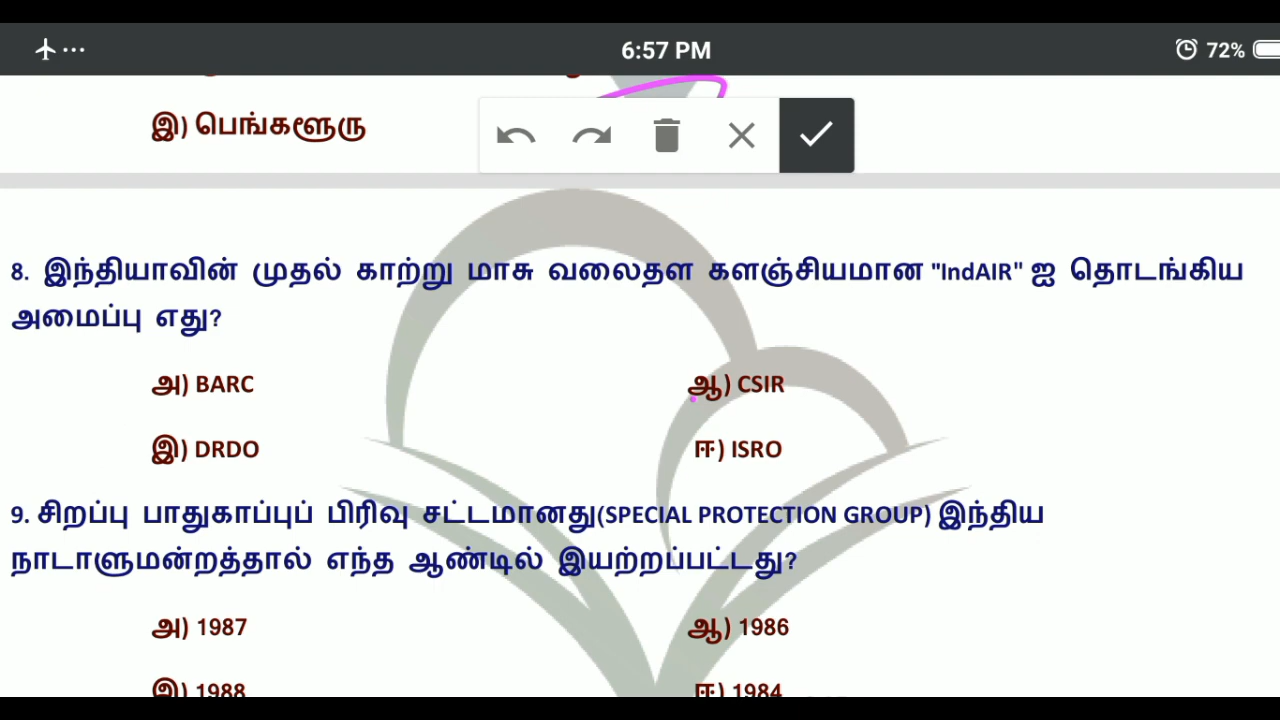 6:57 PM
72%
இ) பெங்களூரு
8. இந்தியாவின் முதல் காற்று மாசு வலைதள களஞ்சியமான "IndAIR" ஐ தொடங்கிய
அமைப்பு எது?
அ) BARC ஆ) CSIR
இ) DRDO ஈ) ISRO
9. சிறப்பு பாதுகாப்புப் பிரிவு சட்டமானது(SPECIAL PROTECTION GROUP) இந்திய
நாடாளுமன்றத்தால் எந்த ஆண்டில் இயற்றப்பட்டது?
அ) 1987 ஆ) 1986
இ) 1988 ஈ) 1984